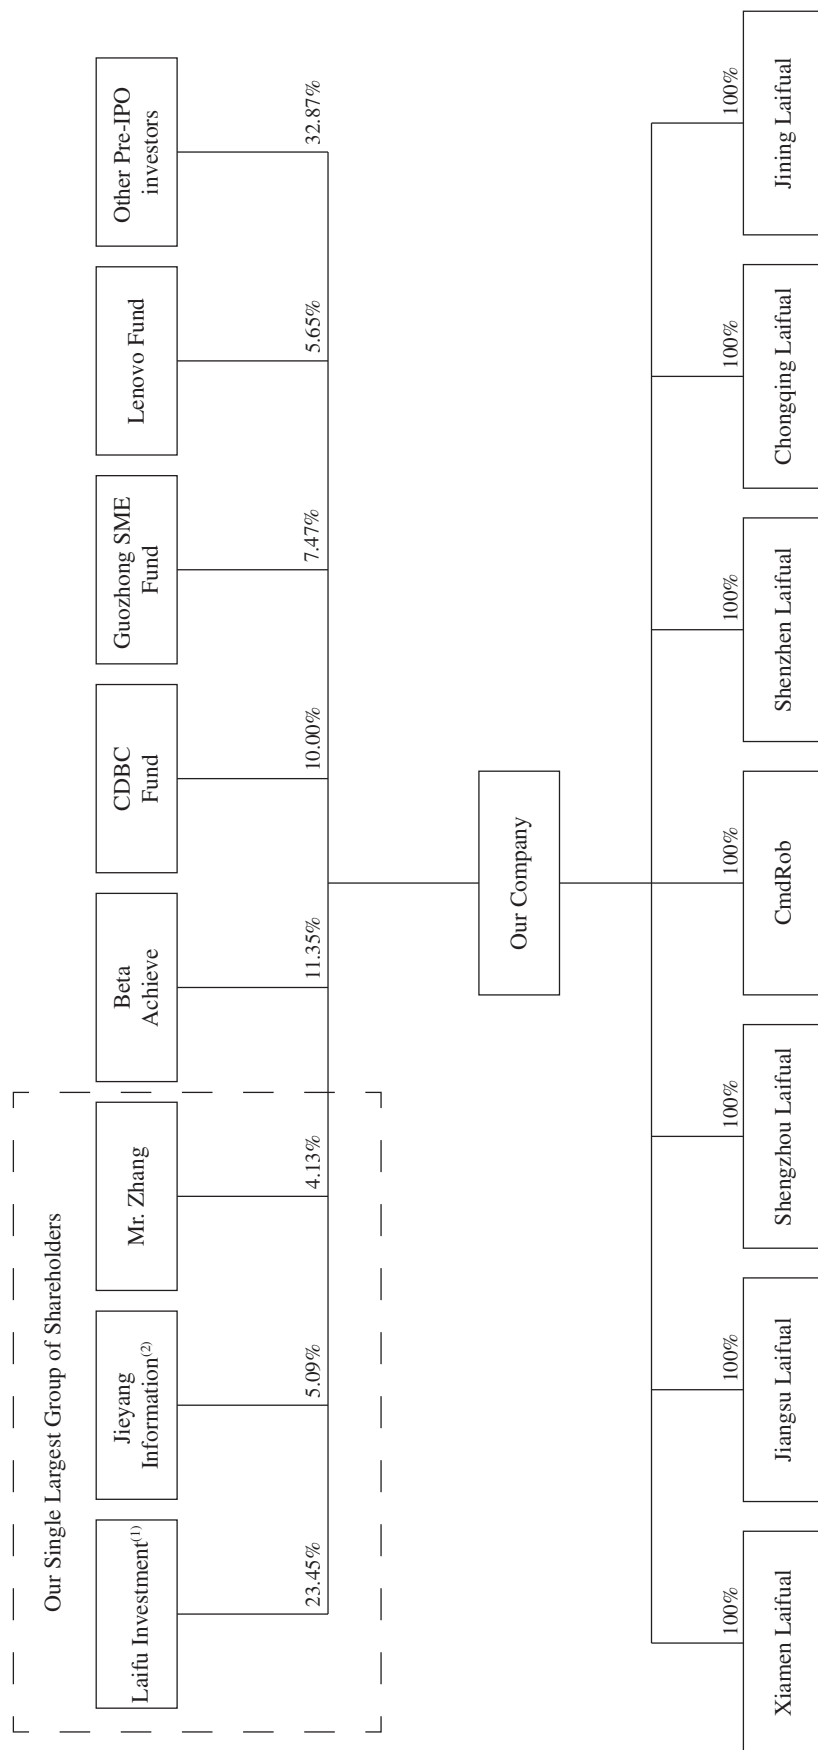 Our Single Largest Group of Shareholders
Laifu Investment(1)
Jieyang
Information(2)
Mr. Zhang
Beta
Achieve
CDBC
Fund
Guozhong SME
Fund
Lenovo Fund
Other Pre-IPO
investors
23.45%
5.09%
4.13%
11.35%
10.00%
7.47%
5.65%
32.87%
Our Company
100%
100%
100%
100%
100%
100%
100%
Xiamen Laifual
Jiangsu Laifual
Shengzhou Laifual
CmdRob
Shenzhen Laifual
Chongqing Laifual
Jining Laifual